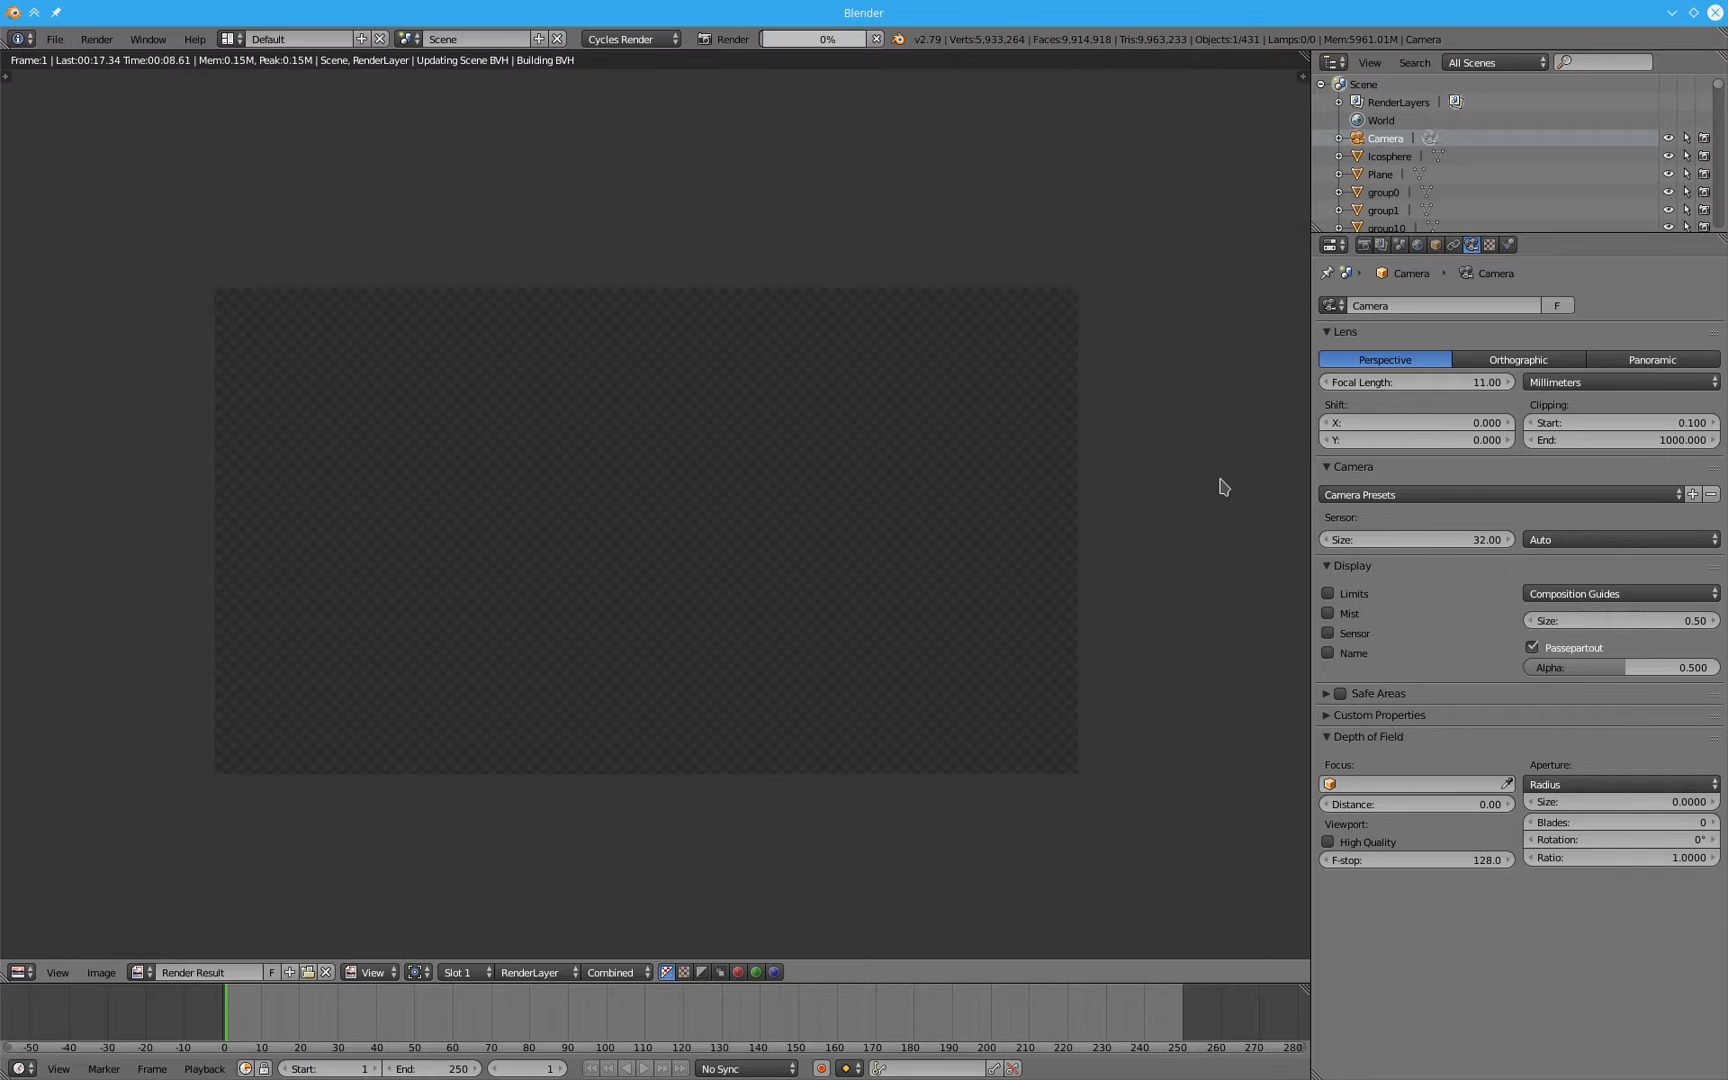 Blender
File Render Window Help Default Scene Cycles Render Render 0% v2.79 | Verts:5,933,264 | Faces:9,914,918 | Tris:9,963,233 | Objects:1/431 | Lamps:0/0 | Mem:5961.01M | Camera
Frame:1 | Last:00:17.34 Time:00:08.61 | Mem:0.15M, Peak:0.15M | Scene, RenderLayer | Updating Scene BVH | Building BVH
View Search All Scenes
Scene
RenderLayers
World
Camera
Icosphere
Plane
group0
group1
group10
Camera Camera
Camera F
Lens
Perspective Orthographic Panoramic
Focal Length: 11.00 Millimeters
Shift: Clipping:
X: 0.000 Start: 0.100
Y: 0.000 End: 1000.000
Camera
Camera Presets
Sensor:
Size: 32.00 Auto
Display
Limits Composition Guides
Mist Size: 0.50
Sensor Passepartout
Name Alpha: 0.500
Safe Areas
Custom Properties
Depth of Field
Focus: Aperture:
Radius
Distance: 0.00 Size: 0.0000
Viewport: Blades: 0
High Quality Rotation: 0°
F-stop: 128.0 Ratio: 1.0000
View Image Render Result F View Slot 1 RenderLayer Combined
-50 -40 -30 -20 -10 0 10 20 30 40 50 60 70 80 90 100 110 120 130 140 150 160 170 180 190 200 210 220 230 240 250 260 270 280
View Marker Frame Playback Start: 1 End: 250 1 No Sync